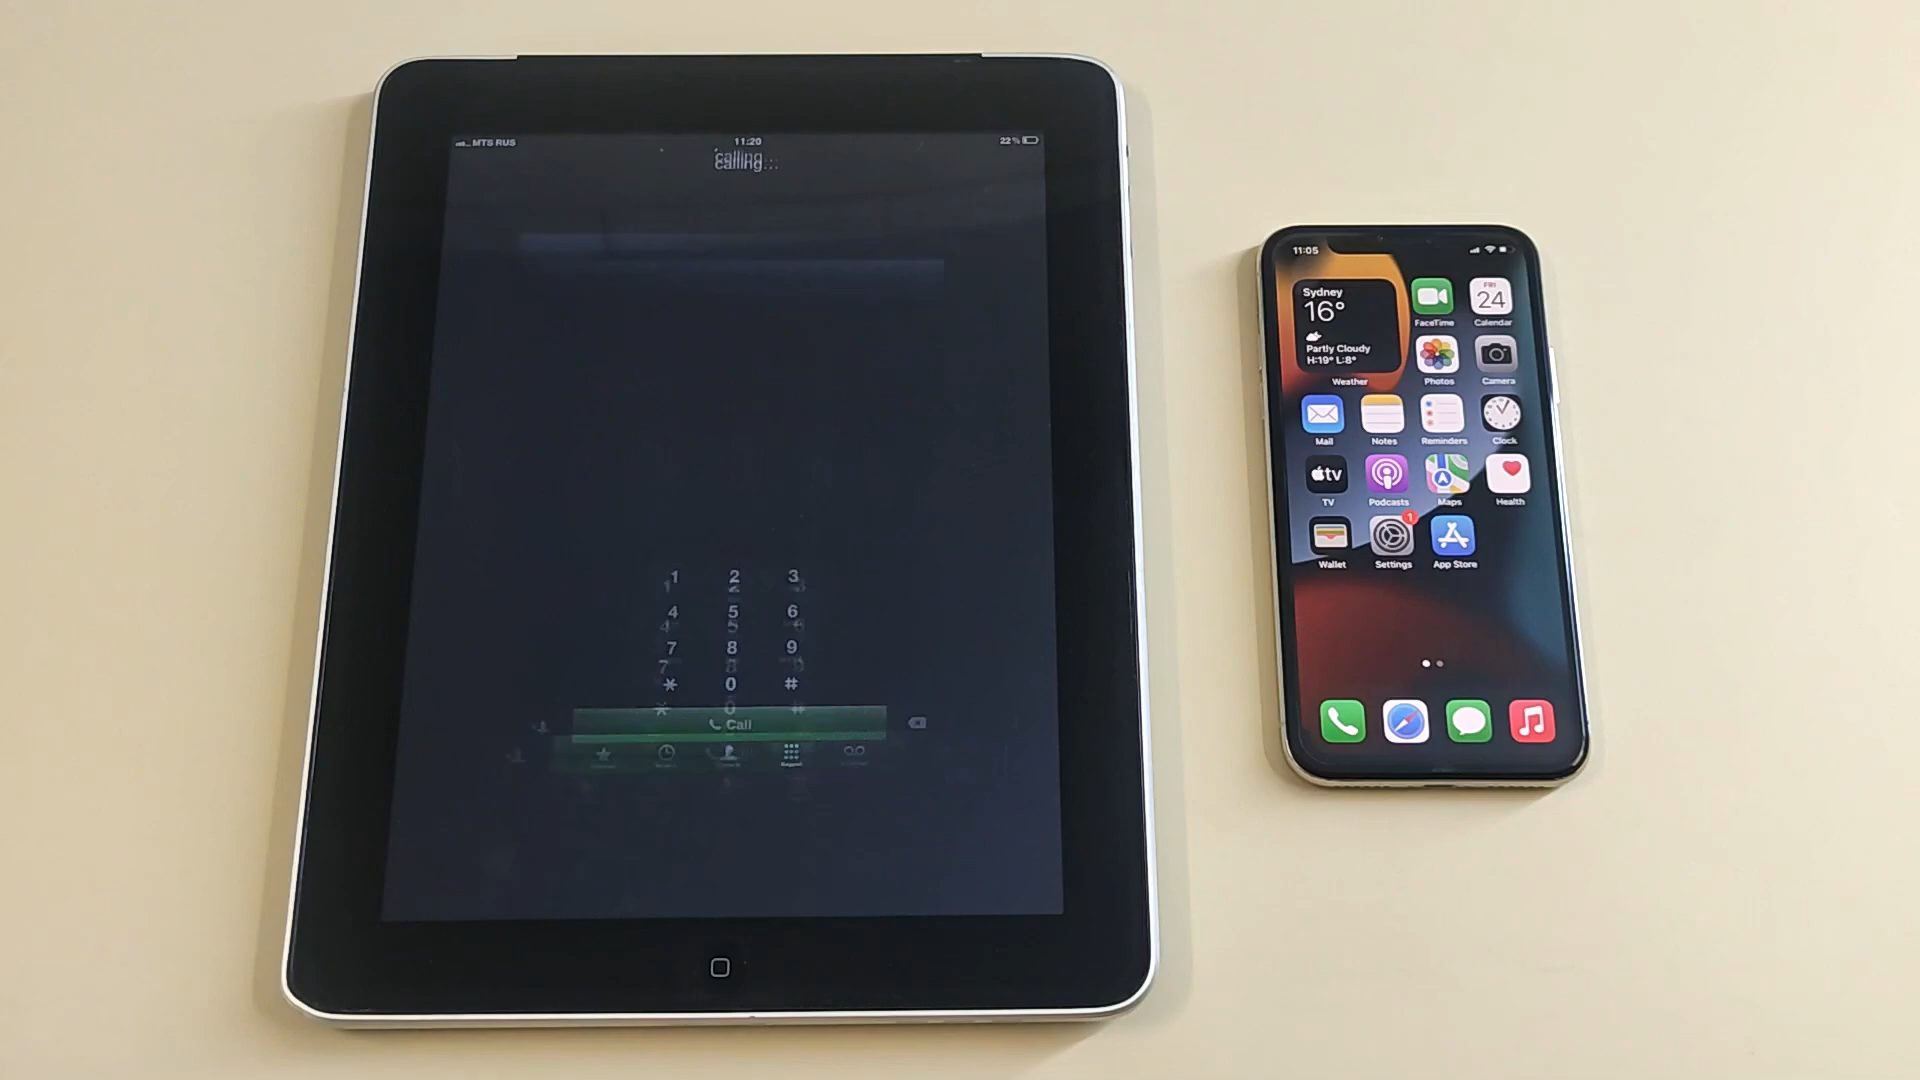 MTS RUS 11:20 22%
calling...
1 2 3
4 5 6
7 8 9
* 0 #
Call
11:05
Sydney
16°
Partly Cloudy
H:19° L:8°
Weather
FaceTime
FRI
24
Calendar
Photos
Camera
Mail
Notes
Reminders
Clock
tv
TV
Podcasts
Maps
Health
1
Wallet
Settings
App Store